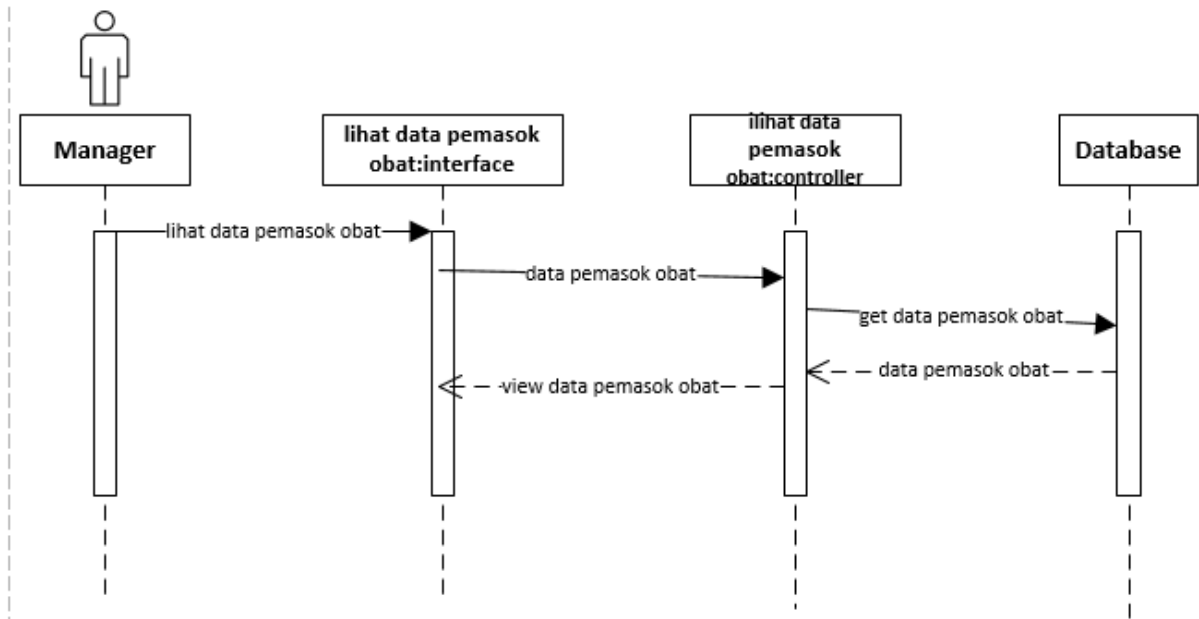 Manager
lihat data pemasok
obat:interface
ilihat data
pemasok
obat:controller
Database
lihat data pemasok obat
data pemasok obat
get data pemasok obat
data pemasok obat
view data pemasok obat